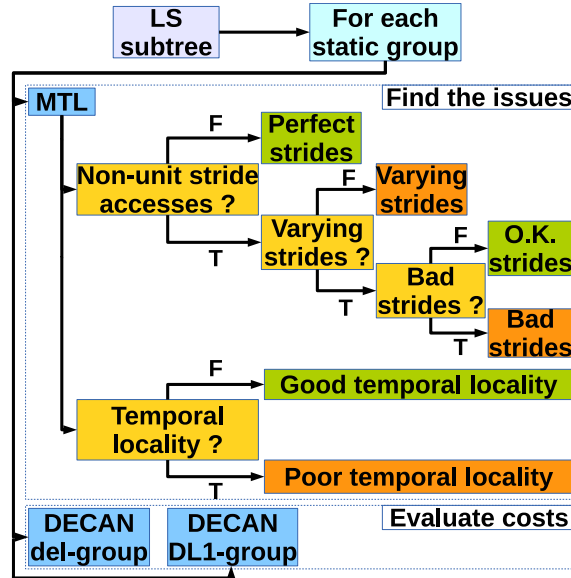 LS
subtree
For each
static group
MTL
Find the issues
F
Perfect
strides
Non-unit stride
accesses ?
T
F
Varying
strides
Varying
strides ?
T
F
O.K.
strides
Bad
strides ?
T
Bad
strides
F
Good temporal locality
Temporal
locality ?
T
Poor temporal locality
DECAN
del-group
DECAN
DL1-group
Evaluate costs